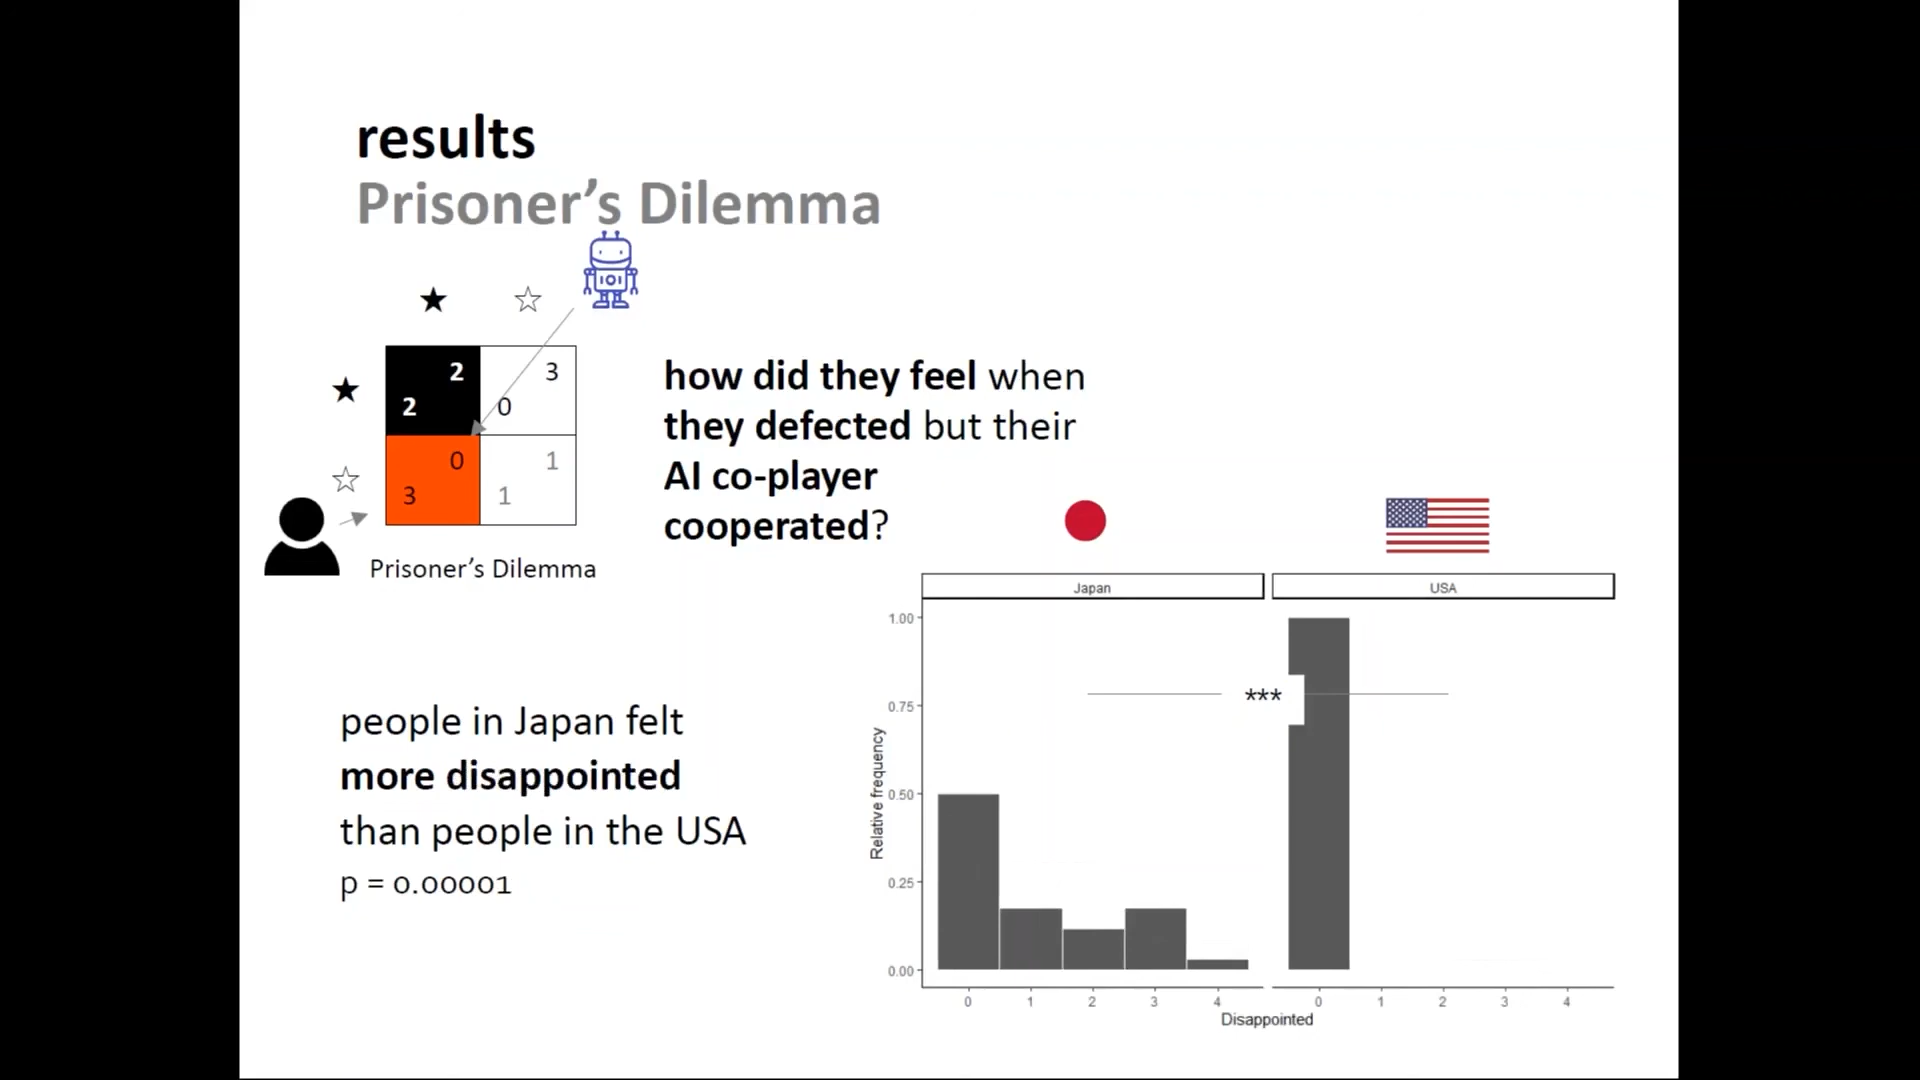 results
Prisoner’s Dilemma
★ ☆
★
☆
2 3
2 0
0 1
3 1
Prisoner’s Dilemma
how did they feel when
they defected but their
AI co-player
cooperated?
people in Japan felt
more disappointed
than people in the USA
p = 0.00001
Japan USA
1.00
0.75
0.50
0.25
0.00
Relative frequency
***
0 1 2 3 4 0 1 2 3 4
Disappointed